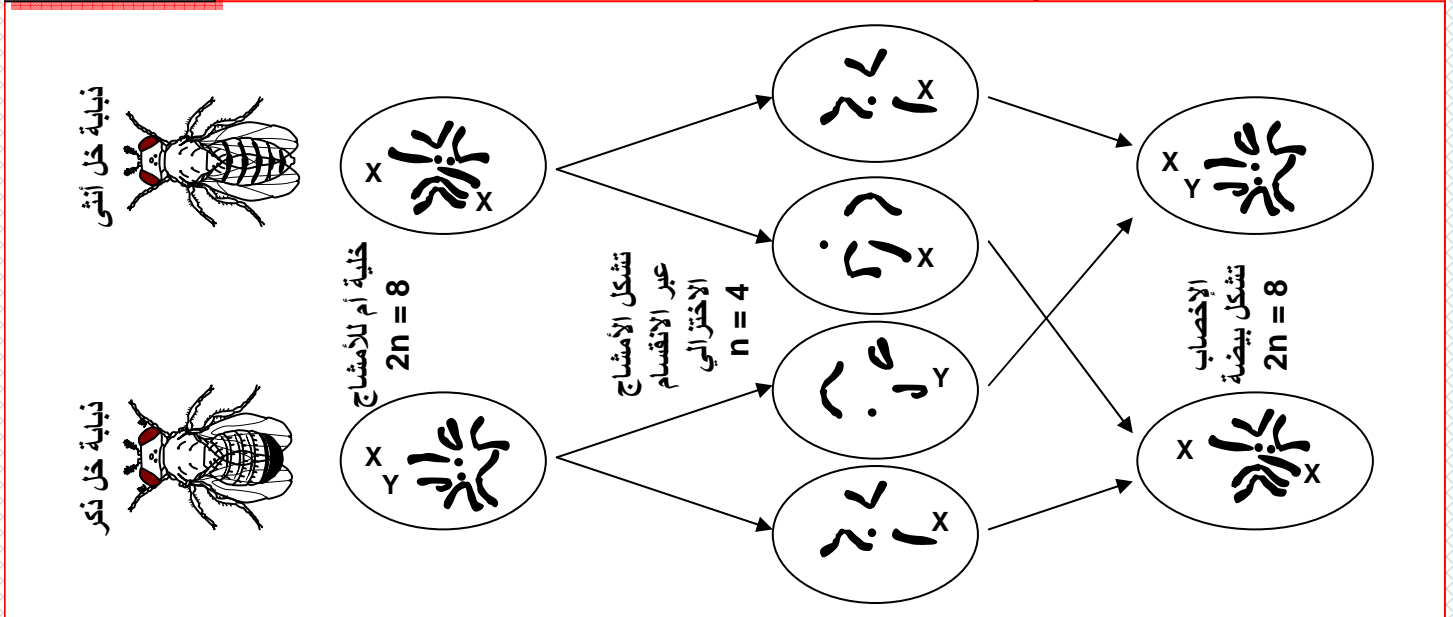 ذبابة خل أنثى
ذبابة خل ذكر
X
X
X
Y
خلية أم للأمشاج
2n = 8
تشكل الأمشاج
عبر الانقسام
الاختزالي
n = 4
X
X
Y
X
X
Y
X
X
الإخصاب
تشكل بيضة
2n = 8